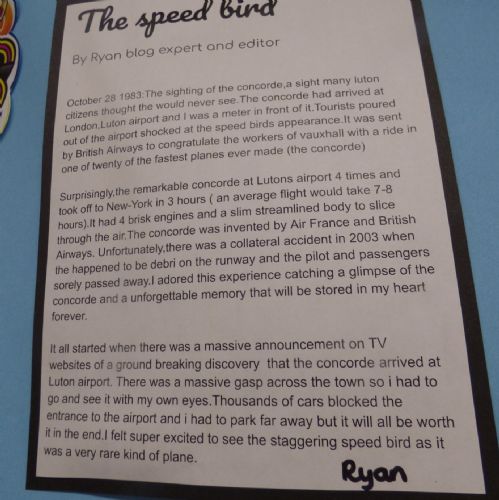 The speed bird
By Ryan blog expert and editor
October 28 1983:The sighting of the concorde,a sight many luton
citizens thought the would never see.The concorde had arrived at
London,Luton airport and I was a meter in front of it.Tourists poured
out of the airport shocked at the speed birds appearance.It was sent
by British Airways to congratulate the workers of vauxhall with a ride in
one of twenty of the fastest planes ever made (the concorde)
Surprisingly,the remarkable concorde at Lutons airport 4 times and
took off to New-York in 3 hours ( an average flight would take 7-8
hours).It had 4 brisk engines and a slim streamlined body to slice
through the air.The concorde was invented by Air France and British
Airways. Unfortunately,there was a collateral accident in 2003 when
the happened to be debri on the runway and the pilot and passengers
sorely passed away.I adored this experience catching a glimpse of the
concorde and a unforgettable memory that will be stored in my heart
forever.
It all started when there was a massive announcement on TV
websites of a ground breaking discovery that the concorde arrived at
Luton airport. There was a massive gasp across the town so i had to
go and see it with my own eyes.Thousands of cars blocked the
entrance to the airport and i had to park far away but it will all be worth
it in the end.I felt super excited to see the staggering speed bird as it
was a very rare kind of plane.
Ryan